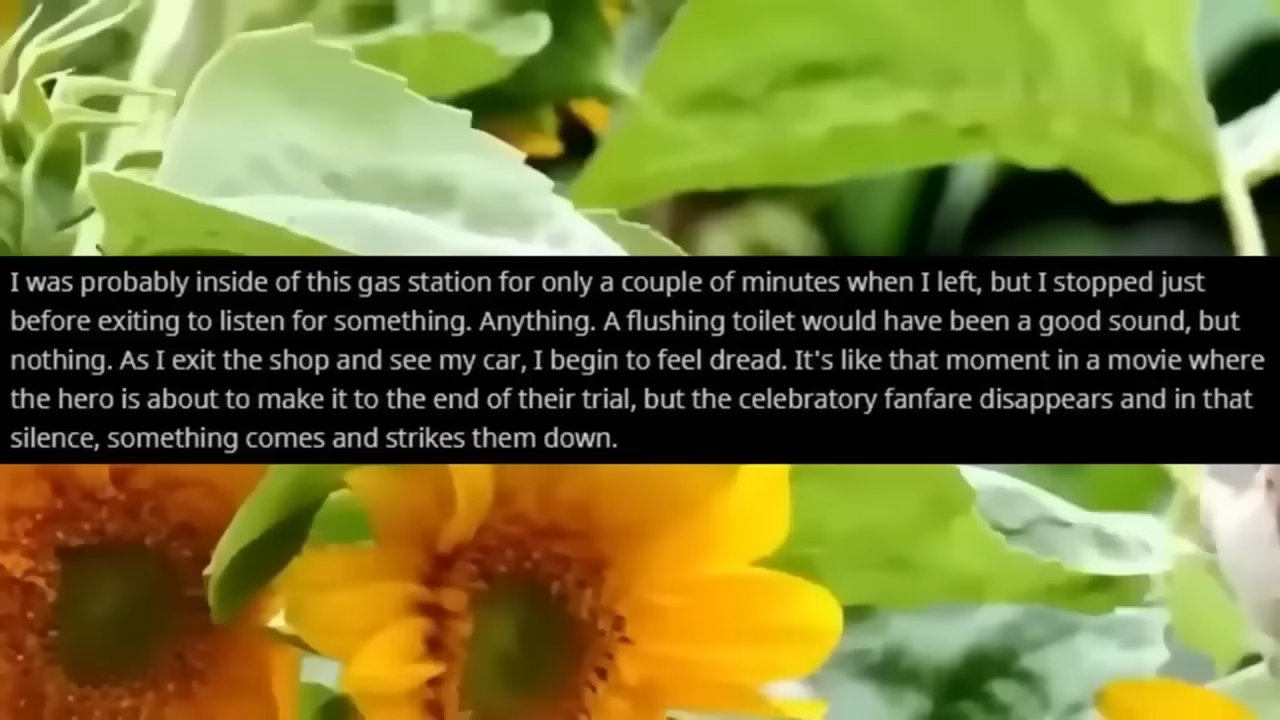 I was probably inside of this gas station for only a couple of minutes when I left, but I stopped just
before exiting to listen for something. Anything. A flushing toilet would have been a good sound, but
nothing. As I exit the shop and see my car, I begin to feel dread. It's like that moment in a movie where
the hero is about to make it to the end of their trial, but the celebratory fanfare disappears and in that
silence, something comes and strikes them down.